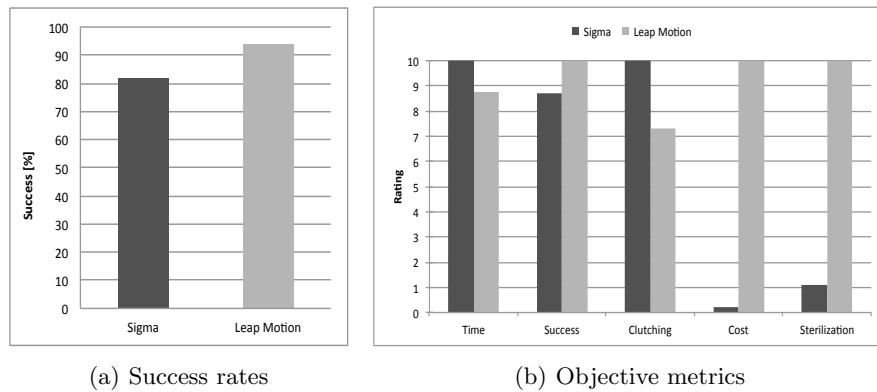 100
90
80
70
60
50
40
30
20
10
0
Success [%]
Sigma
Leap Motion
(a) Success rates
Sigma
Leap Motion
10
9
8
7
6
5
4
3
2
1
0
Rating
Time
Success
Clutching
Cost
Sterilization
(b) Objective metrics